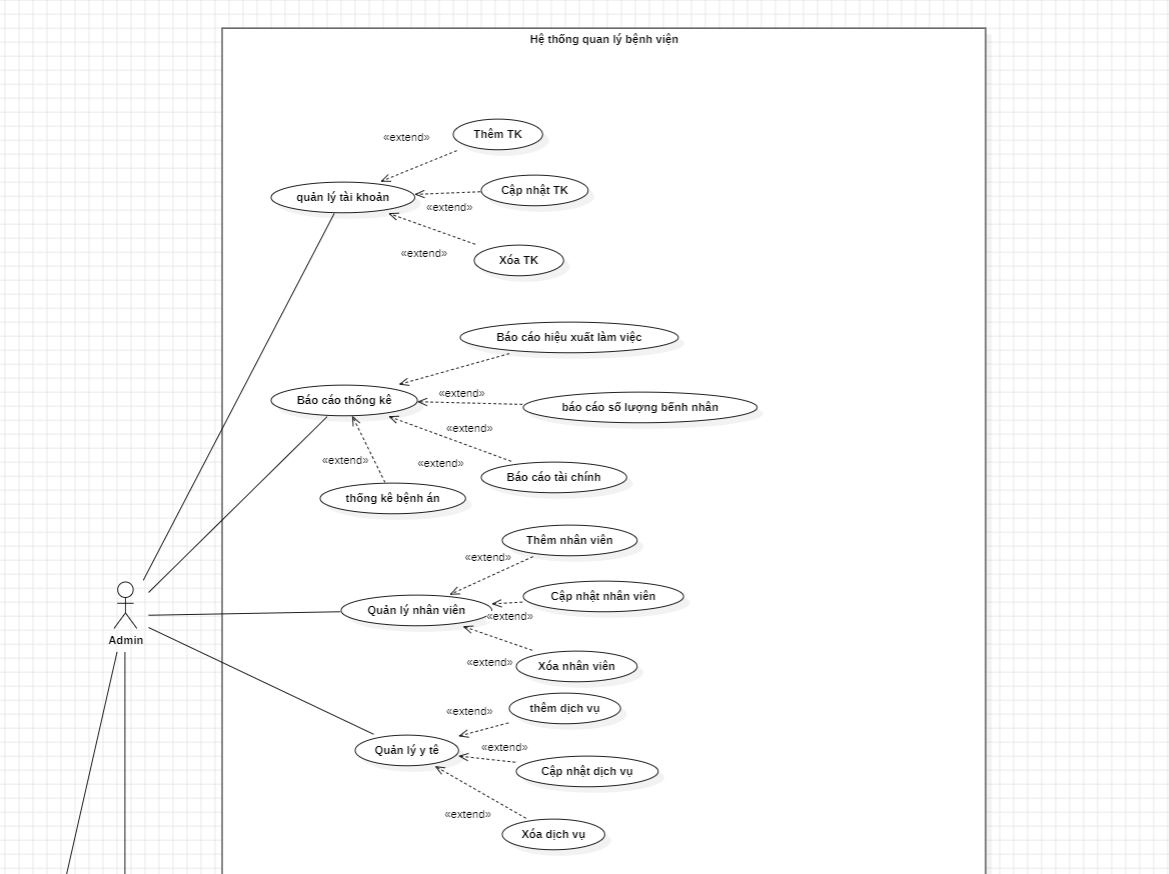 Hệ thống quan lý bệnh viện
«extend»
Thêm TK
quản lý tài khoản
Cập nhật TK
«extend»
«extend»
Xóa TK
Báo cáo hiệu xuất làm việc
Báo cáo thống kê
«extend»
báo cáo số lượng bếnh nhân
«extend»
«extend»
«extend»
Báo cáo tài chính
thống kê bệnh án
Thêm nhân viên
«extend»
Cập nhật nhân viên
Quản lý nhân viên
«extend»
Admin
«extend»
Xóa nhân viên
«extend»
thêm dịch vụ
Quản lý y tê
«extend»
Cập nhật dịch vụ
«extend»
Xóa dịch vụ